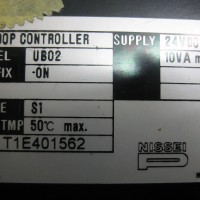 OOP CONTROLLER SUPPLY 24VDC
EL UB02 10VA m
FIX -ON
E S1
TMP 50℃ max.
T1E401562
NISSEI
P